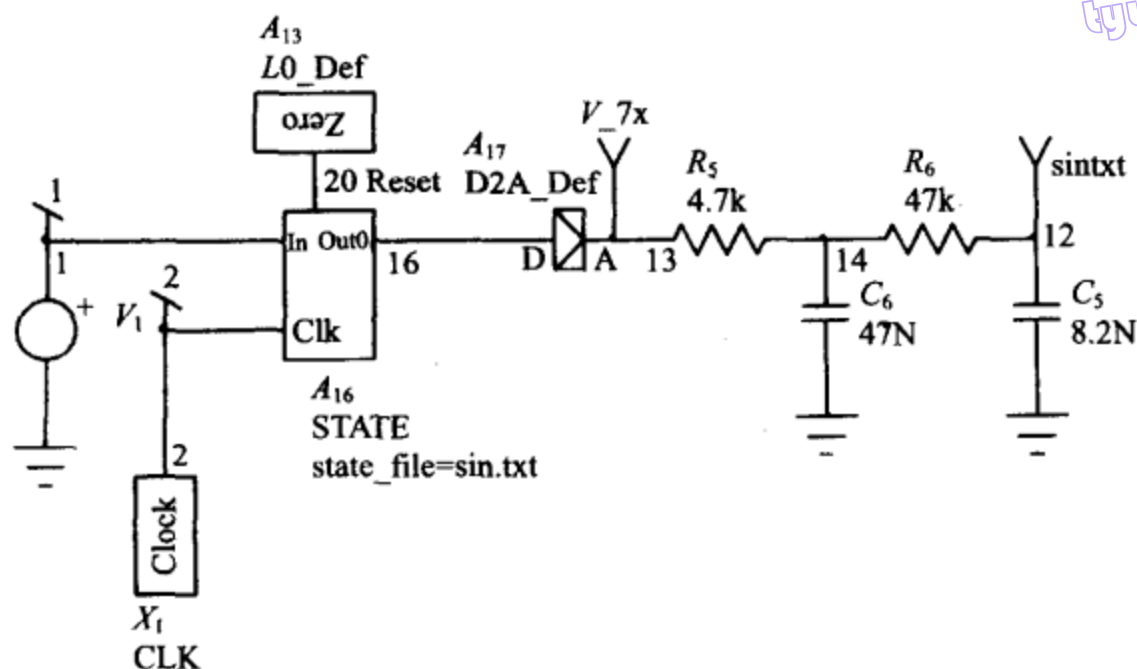 A13
L0_Def
Zero
20 Reset
A17
D2A_Def
V_7x
R5
4.7k
R6
47k
sintxt
1
In Out0
16
D A
13
14
12
1
2
V1
+
Clk
C6
47N
C5
8.2N
A16
STATE
state_file=sin.txt
2
Clock
X1
CLK